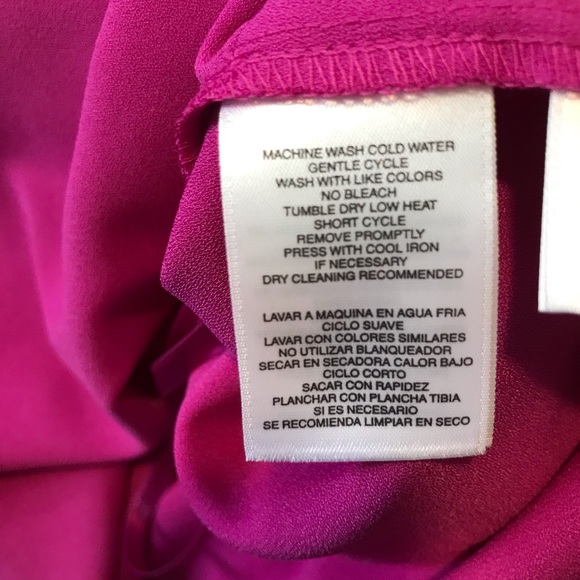 MACHINE WASH COLD WATER
GENTLE CYCLE
WASH WITH LIKE COLORS
NO BLEACH
TUMBLE DRY LOW HEAT
SHORT CYCLE
REMOVE PROMPTLY
PRESS WITH COOL IRON
IF NECESSARY
DRY CLEANING RECOMMENDED
LAVAR A MAQUINA EN AGUA FRIA
CICLO SUAVE
LAVAR CON COLORES SIMILARES
NO UTILIZAR BLANQUEADOR
SECAR EN SECADORA CALOR BAJO
CICLO CORTO
SACAR CON RAPIDEZ
PLANCHAR CON PLANCHA TIBIA
SI ES NECESARIO
SE RECOMIENDA LIMPIAR EN SECO